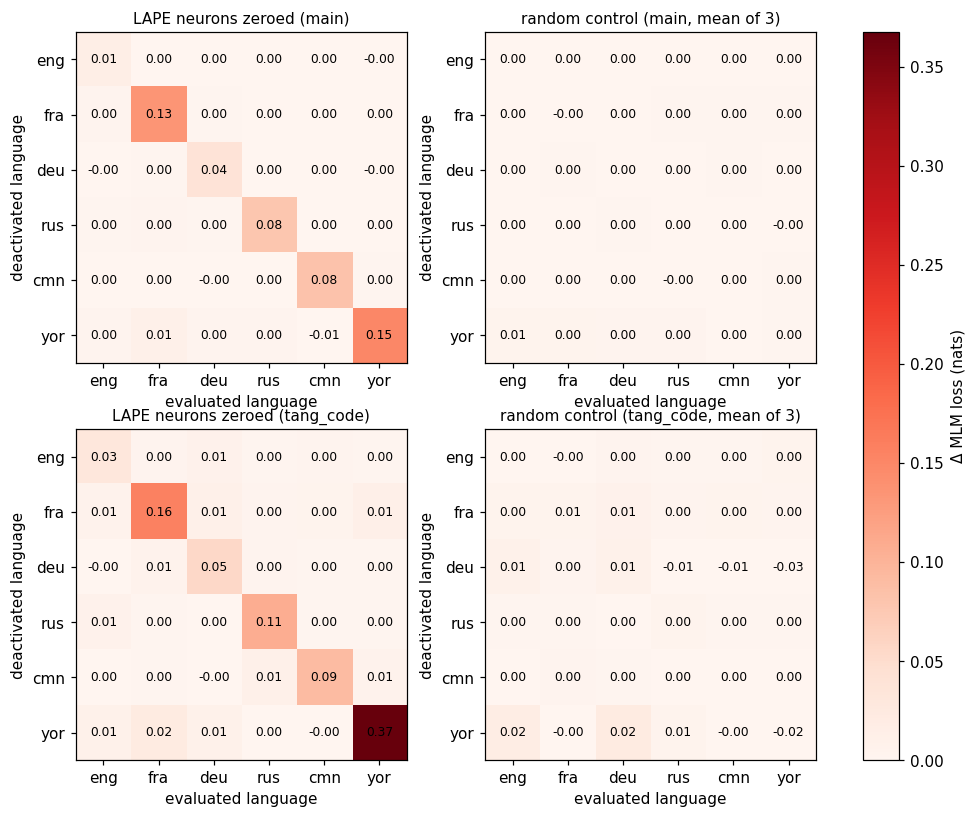 LAPE neurons zeroed (main)
eng 0.01 0.00 0.00 0.00 0.00 -0.00
fra 0.00 0.13 0.00 0.00 0.00 0.00
deu -0.00 0.00 0.04 0.00 0.00 -0.00
rus 0.00 0.00 0.00 0.08 0.00 0.00
cmn 0.00 0.00 -0.00 0.00 0.08 0.00
yor 0.00 0.01 0.00 0.00 -0.01 0.15
eng fra deu rus cmn yor
evaluated language
deactivated language
random control (main, mean of 3)
eng 0.00 0.00 0.00 0.00 0.00 0.00
fra 0.00 -0.00 0.00 0.00 0.00 0.00
deu 0.00 0.00 0.00 0.00 0.00 0.00
rus 0.00 0.00 0.00 0.00 0.00 -0.00
cmn 0.00 0.00 0.00 -0.00 0.00 0.00
yor 0.01 0.00 0.00 0.00 0.00 0.00
eng fra deu rus cmn yor
evaluated language
deactivated language
LAPE neurons zeroed (tang_code)
eng 0.03 0.00 0.01 0.00 0.00 0.00
fra 0.01 0.16 0.01 0.00 0.00 0.01
deu -0.00 0.01 0.05 0.00 0.00 0.00
rus 0.01 0.00 0.00 0.11 0.00 0.00
cmn 0.00 0.00 -0.00 0.01 0.09 0.01
yor 0.01 0.02 0.01 0.00 -0.00 0.37
eng fra deu rus cmn yor
evaluated language
deactivated language
random control (tang_code, mean of 3)
eng 0.00 -0.00 0.00 0.00 0.00 0.00
fra 0.00 0.01 0.01 0.00 0.00 0.00
deu 0.01 0.00 0.01 -0.01 -0.01 -0.03
rus 0.00 0.00 0.00 0.00 0.00 0.00
cmn 0.00 0.00 0.00 0.00 0.00 0.00
yor 0.02 -0.00 0.02 0.01 -0.00 -0.02
eng fra deu rus cmn yor
evaluated language
deactivated language
0.35
0.30
0.25
0.20
0.15
0.10
0.05
0.00
Δ MLM loss (nats)